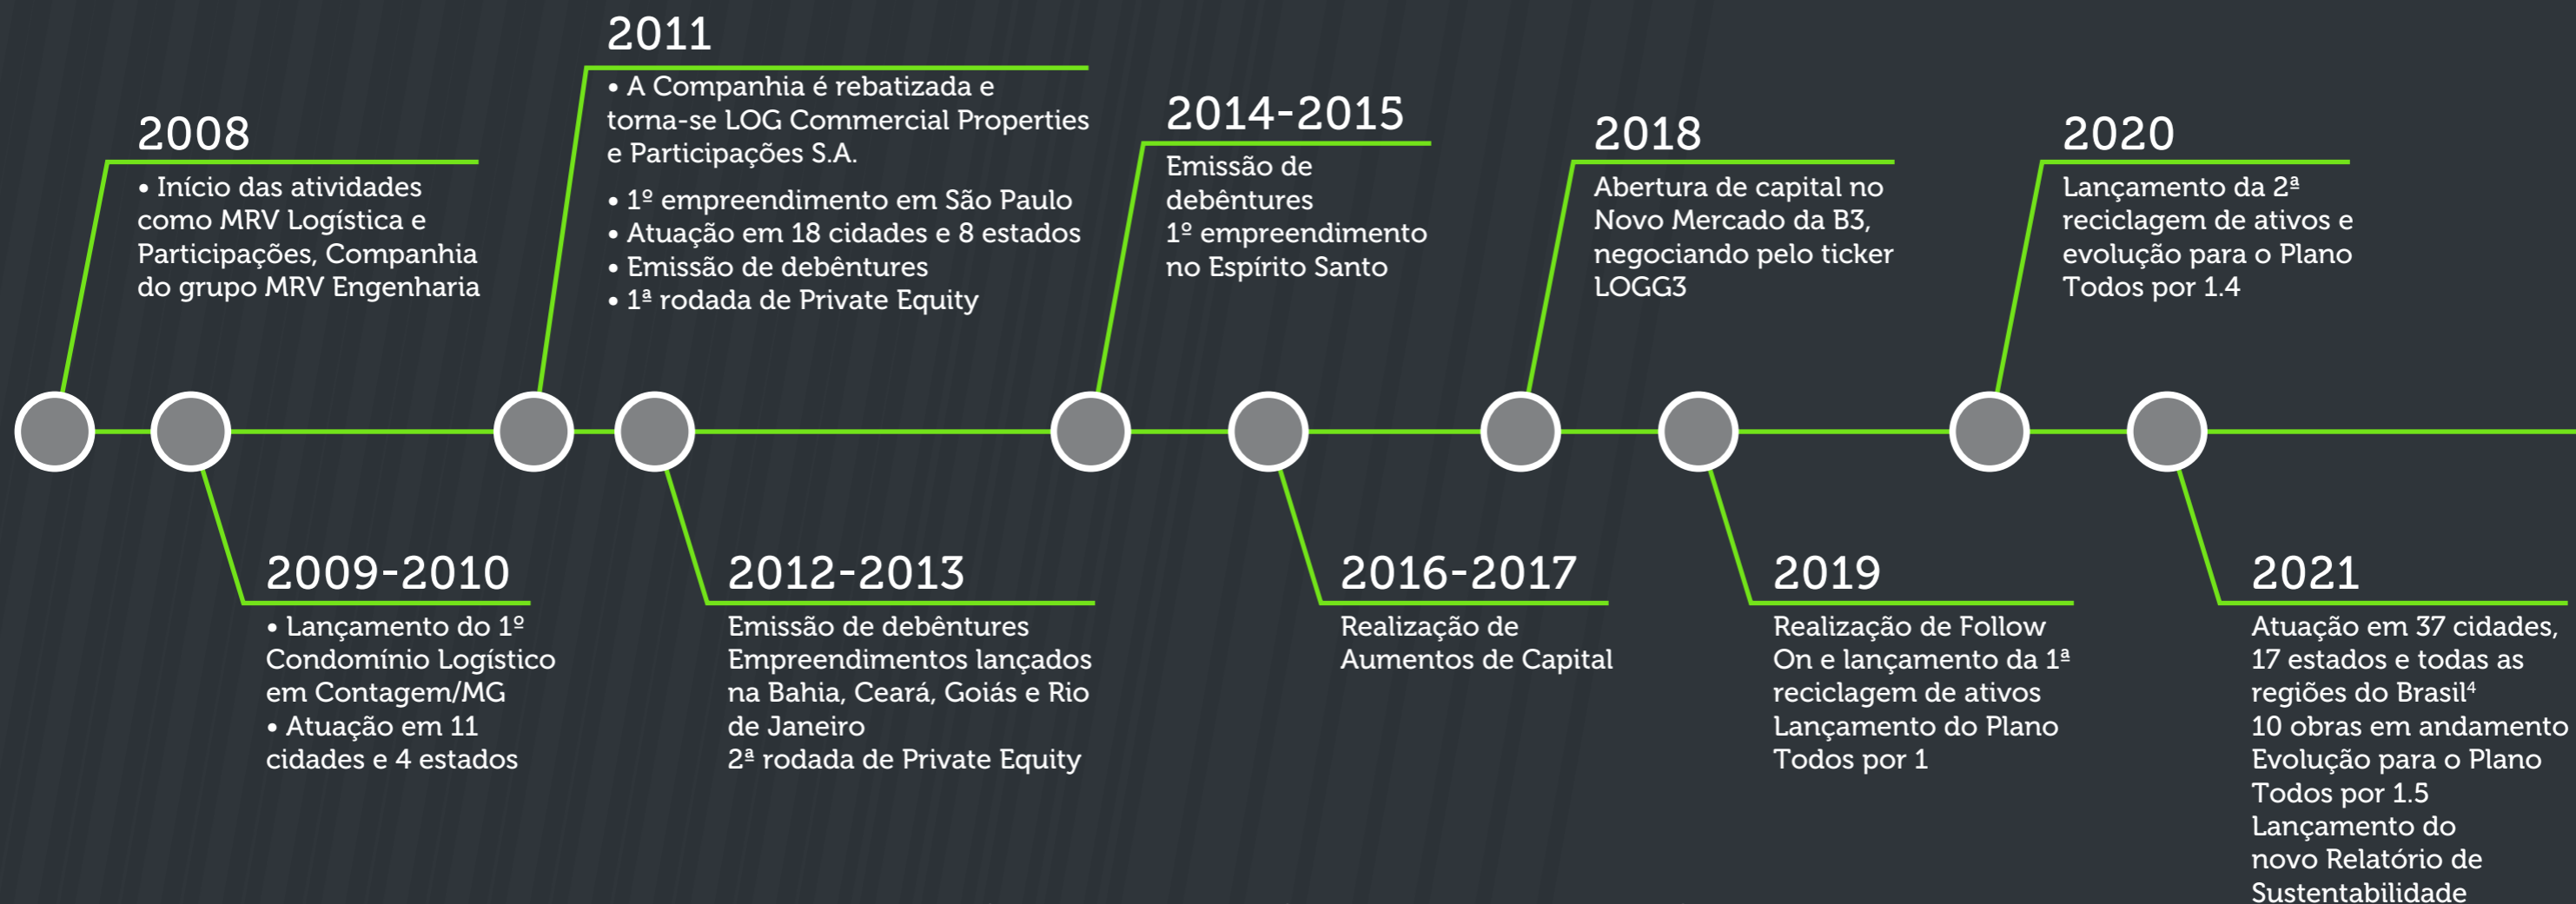 2008
• Início das atividades
como MRV Logística e
Participações, Companhia
do grupo MRV Engenharia
2009-2010
• Lançamento do 1º
Condomínio Logístico
em Contagem/MG
• Atuação em 11
cidades e 4 estados
2011
• A Companhia é rebatizada e
torna-se LOG Commercial Properties
e Participações S.A.
• 1º empreendimento em São Paulo
• Atuação em 18 cidades e 8 estados
• Emissão de debêntures
• 1ª rodada de Private Equity
2012-2013
Emissão de debêntures
Empreendimentos lançados
na Bahia, Ceará, Goiás e Rio
de Janeiro
2ª rodada de Private Equity
2014-2015
Emissão de
debêntures
1º empreendimento
no Espírito Santo
2016-2017
Realização de
Aumentos de Capital
2018
Abertura de capital no
Novo Mercado da B3,
negociando pelo ticker
LOGG3
2019
Realização de Follow
On e lançamento da 1ª
reciclagem de ativos
Lançamento do Plano
Todos por 1
2020
Lançamento da 2ª
reciclagem de ativos e
evolução para o Plano
Todos por 1.4
2021
Atuação em 37 cidades,
17 estados e todas as
regiões do Brasil⁴
10 obras em andamento
Evolução para o Plano
Todos por 1.5
Lançamento do
novo Relatório de
Sustentabilidade